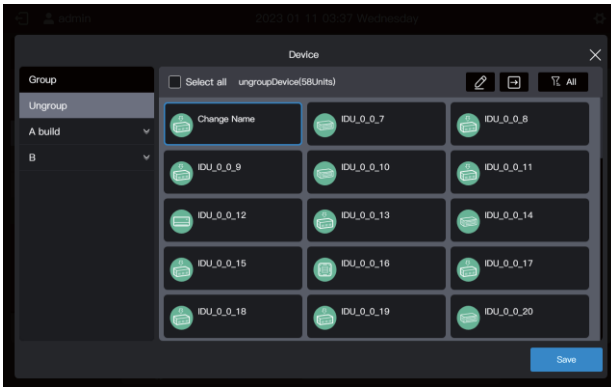 admin 2023 01 11 03:37 Wednesday
Device
Group
Select all ungroupDevice(58Units) All
Ungroup
A build
B
Change Name IDU_0_0_7 IDU_0_0_8
IDU_0_0_9 IDU_0_0_10 IDU_0_0_11
IDU_0_0_12 IDU_0_0_13 IDU_0_0_14
IDU_0_0_15 IDU_0_0_16 IDU_0_0_17
IDU_0_0_18 IDU_0_0_19 IDU_0_0_20
Save